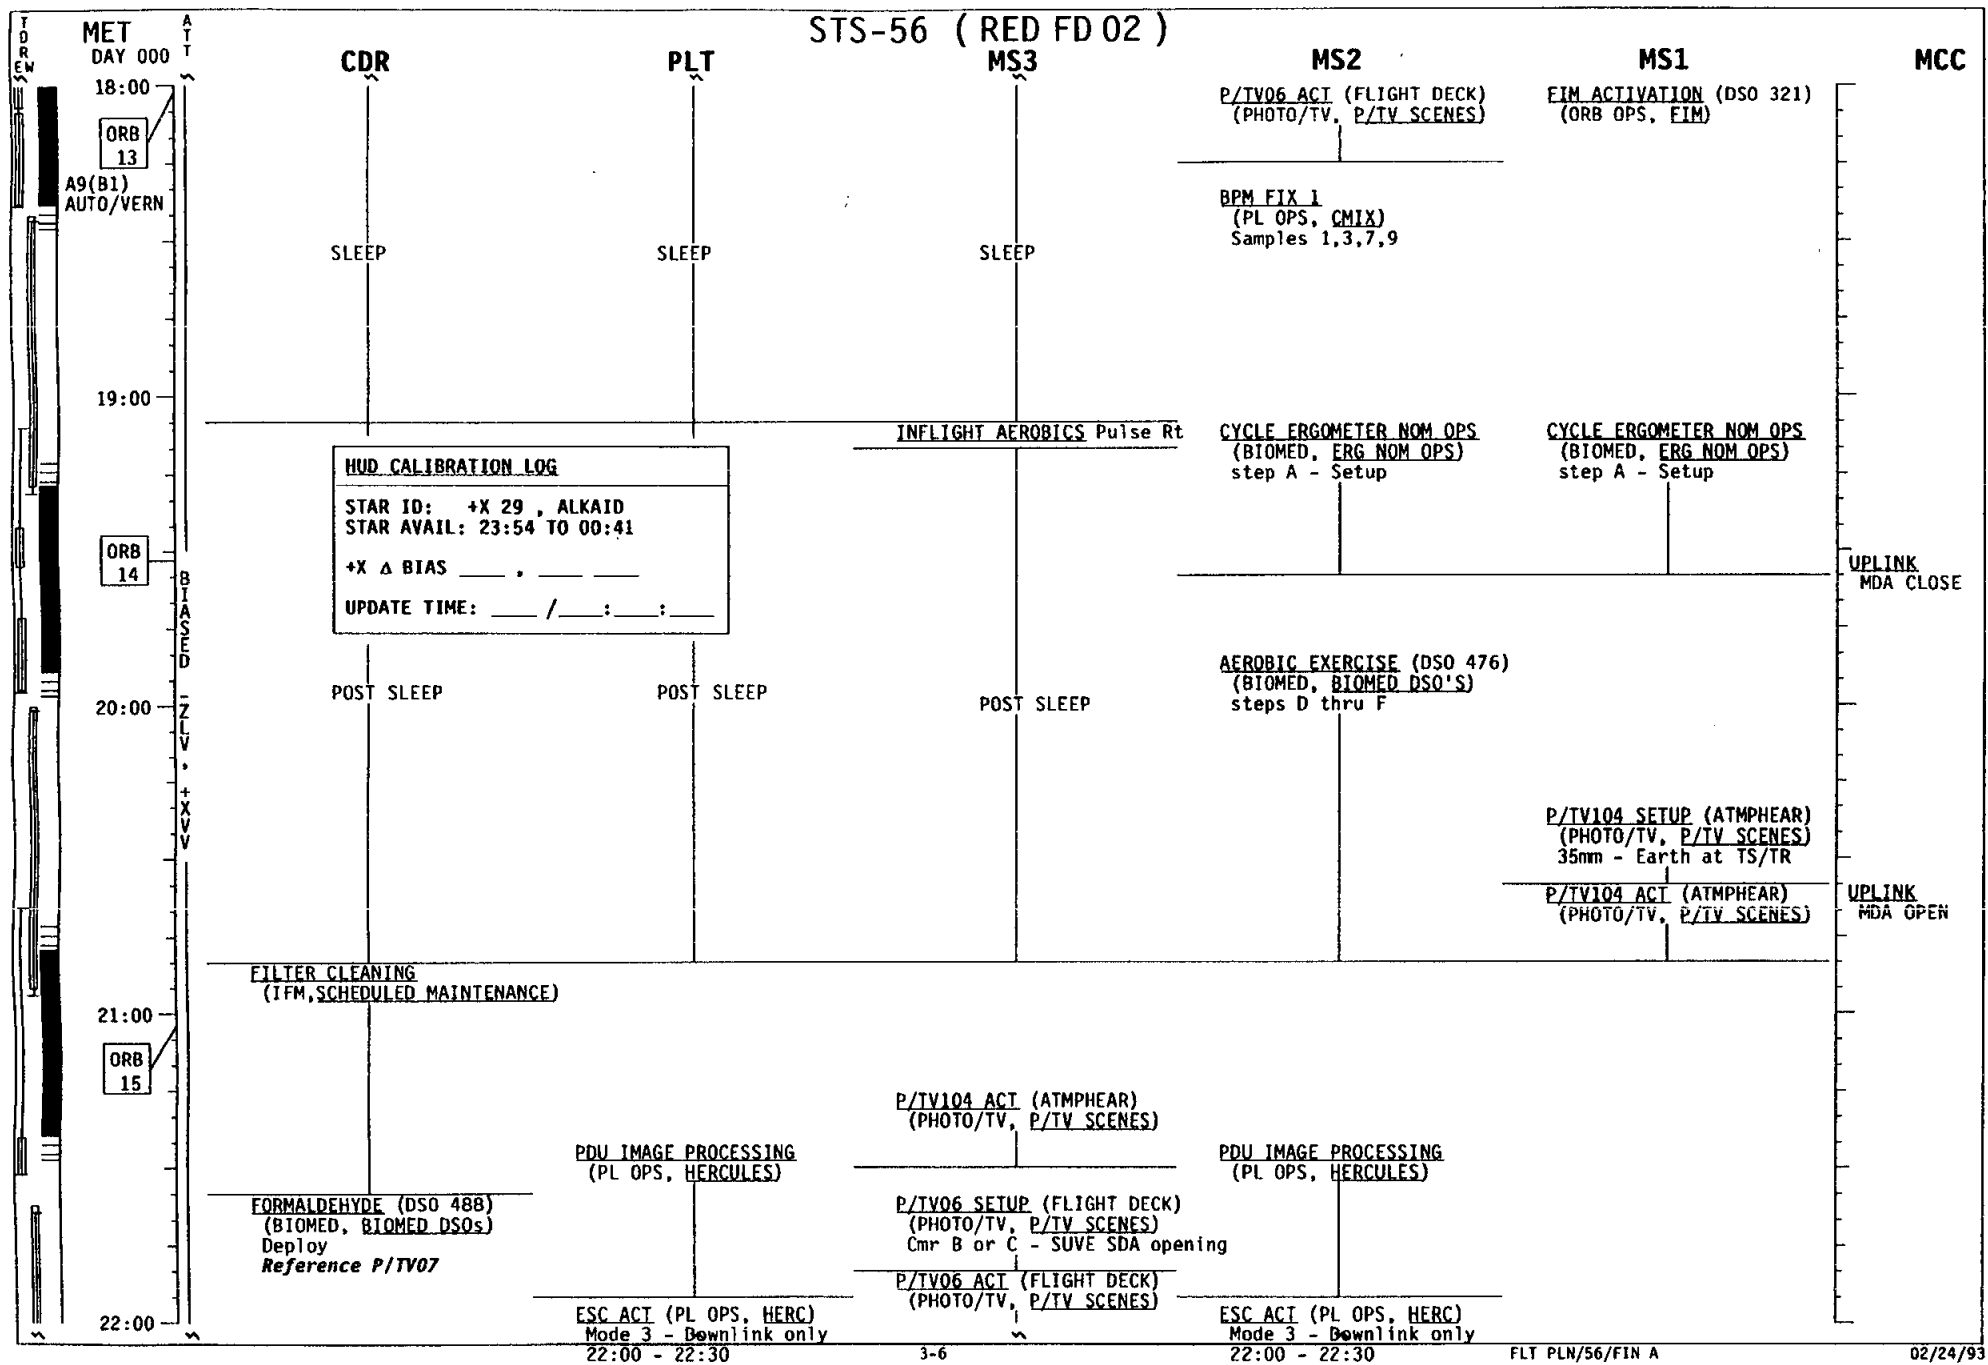 STS-56 ( RED FD 02 )
TDREW
MET
DAY 000
ATT
CDR
PLT
MS3
MS2
MS1
MCC
18:00
ORB
13
A9(B1)
AUTO/VERN
P/TV06 ACT (FLIGHT DECK)
(PHOTO/TV, P/TV SCENES)
FIM ACTIVATION (DSO 321)
(ORB OPS, FIM)
BPM FIX 1
(PL OPS, CMIX)
Samples 1,3,7,9
SLEEP
SLEEP
SLEEP
19:00
INFLIGHT AEROBICS Pulse Rt
CYCLE ERGOMETER NOM OPS
(BIOMED, ERG NOM OPS)
step A - Setup
CYCLE ERGOMETER NOM OPS
(BIOMED, ERG NOM OPS)
step A - Setup
HUD CALIBRATION LOG
STAR ID: +X 29 , ALKAID
STAR AVAIL: 23:54 TO 00:41
+X Δ BIAS ___ . ___ ___
UPDATE TIME: ___ /___:___:___
ORB
14
BIASED -ZLV, +XVV
UPLINK
MDA CLOSE
AEROBIC EXERCISE (DSO 476)
(BIOMED, BIOMED DSO'S)
steps D thru F
POST SLEEP
POST SLEEP
POST SLEEP
20:00
P/TV104 SETUP (ATMPHEAR)
(PHOTO/TV, P/TV SCENES)
35mm - Earth at TS/TR
P/TV104 ACT (ATMPHEAR)
(PHOTO/TV, P/TV SCENES)
UPLINK
MDA OPEN
FILTER CLEANING
(IFM,SCHEDULED MAINTENANCE)
21:00
ORB
15
P/TV104 ACT (ATMPHEAR)
(PHOTO/TV, P/TV SCENES)
PDU IMAGE PROCESSING
(PL OPS, HERCULES)
PDU IMAGE PROCESSING
(PL OPS, HERCULES)
FORMALDEHYDE (DSO 488)
(BIOMED, BIOMED DSOs)
Deploy
Reference P/TV07
P/TV06 SETUP (FLIGHT DECK)
(PHOTO/TV, P/TV SCENES)
Cmr B or C - SUVE SDA opening
P/TV06 ACT (FLIGHT DECK)
(PHOTO/TV, P/TV SCENES)
22:00
ESC ACT (PL OPS, HERC)
Mode 3 - Downlink only
22:00 - 22:30
ESC ACT (PL OPS, HERC)
Mode 3 - Downlink only
22:00 - 22:30
3-6
FLT PLN/56/FIN A
02/24/93